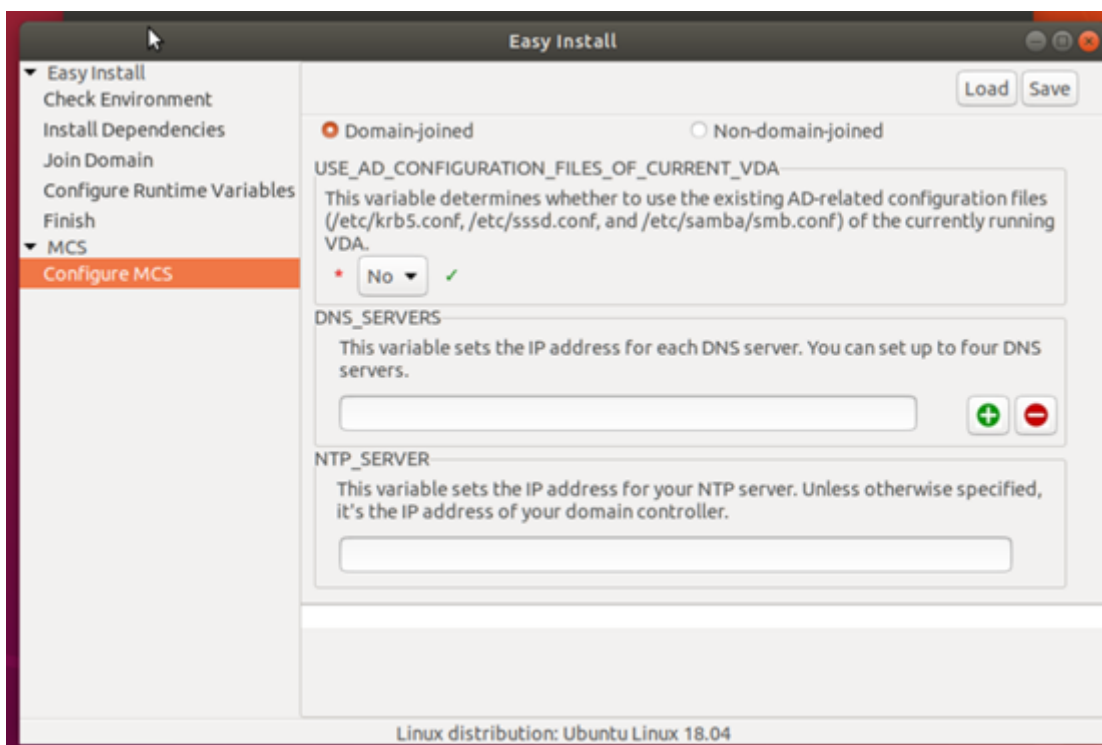 Easy Install
Easy Install
Check Environment
Install Dependencies
Join Domain
Configure Runtime Variables
Finish
MCS
Configure MCS
Load Save
Domain-joined Non-domain-joined
USE_AD_CONFIGURATION_FILES_OF_CURRENT_VDA
This variable determines whether to use the existing AD-related configuration files
(/etc/krb5.conf, /etc/sssd.conf, and /etc/samba/smb.conf) of the currently running
VDA.
* No ✓
DNS_SERVERS
This variable sets the IP address for each DNS server. You can set up to four DNS
servers.
NTP_SERVER
This variable sets the IP address for your NTP server. Unless otherwise specified,
it's the IP address of your domain controller.
Linux distribution: Ubuntu Linux 18.04